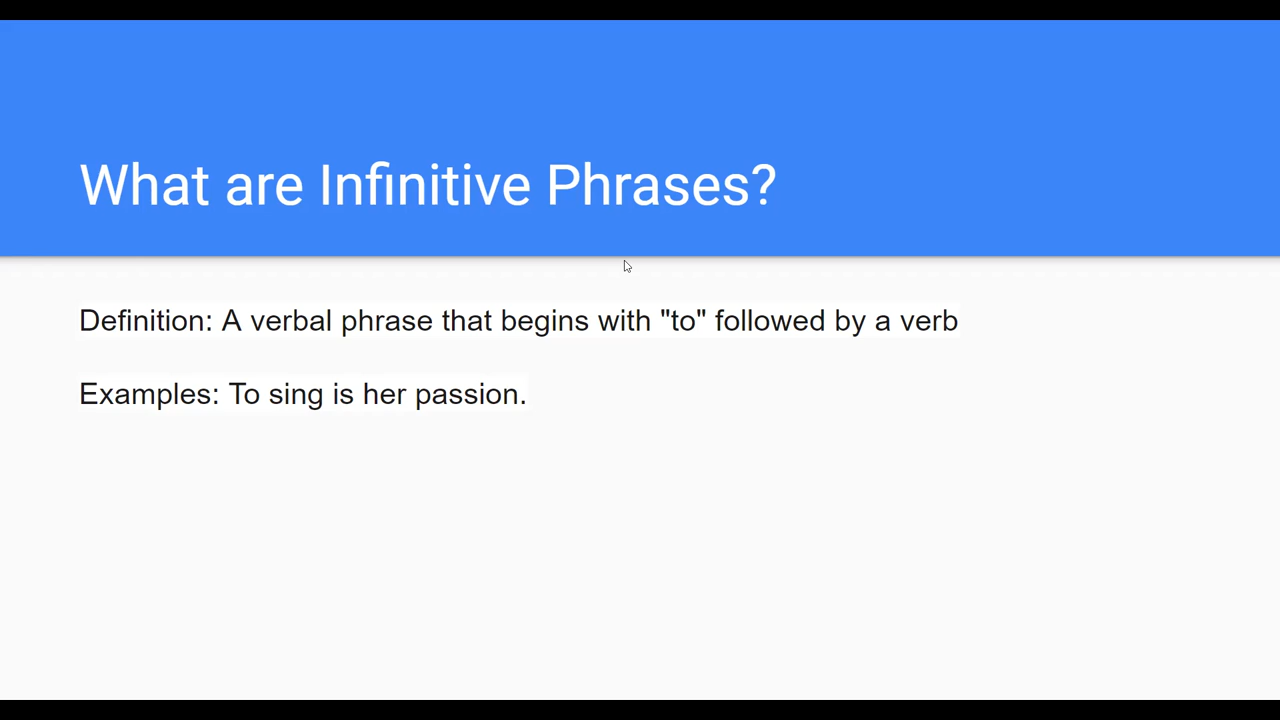 What are Infinitive Phrases?
Definition: A verbal phrase that begins with "to" followed by a verb
Examples: To sing is her passion.